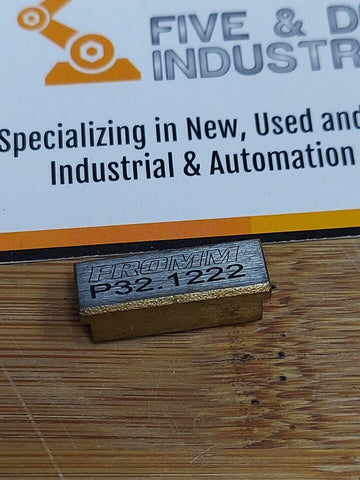 FIVE & D
INDUSTR
Specializing in New, Used and
Industrial & Automation
FROMM
P32.1222